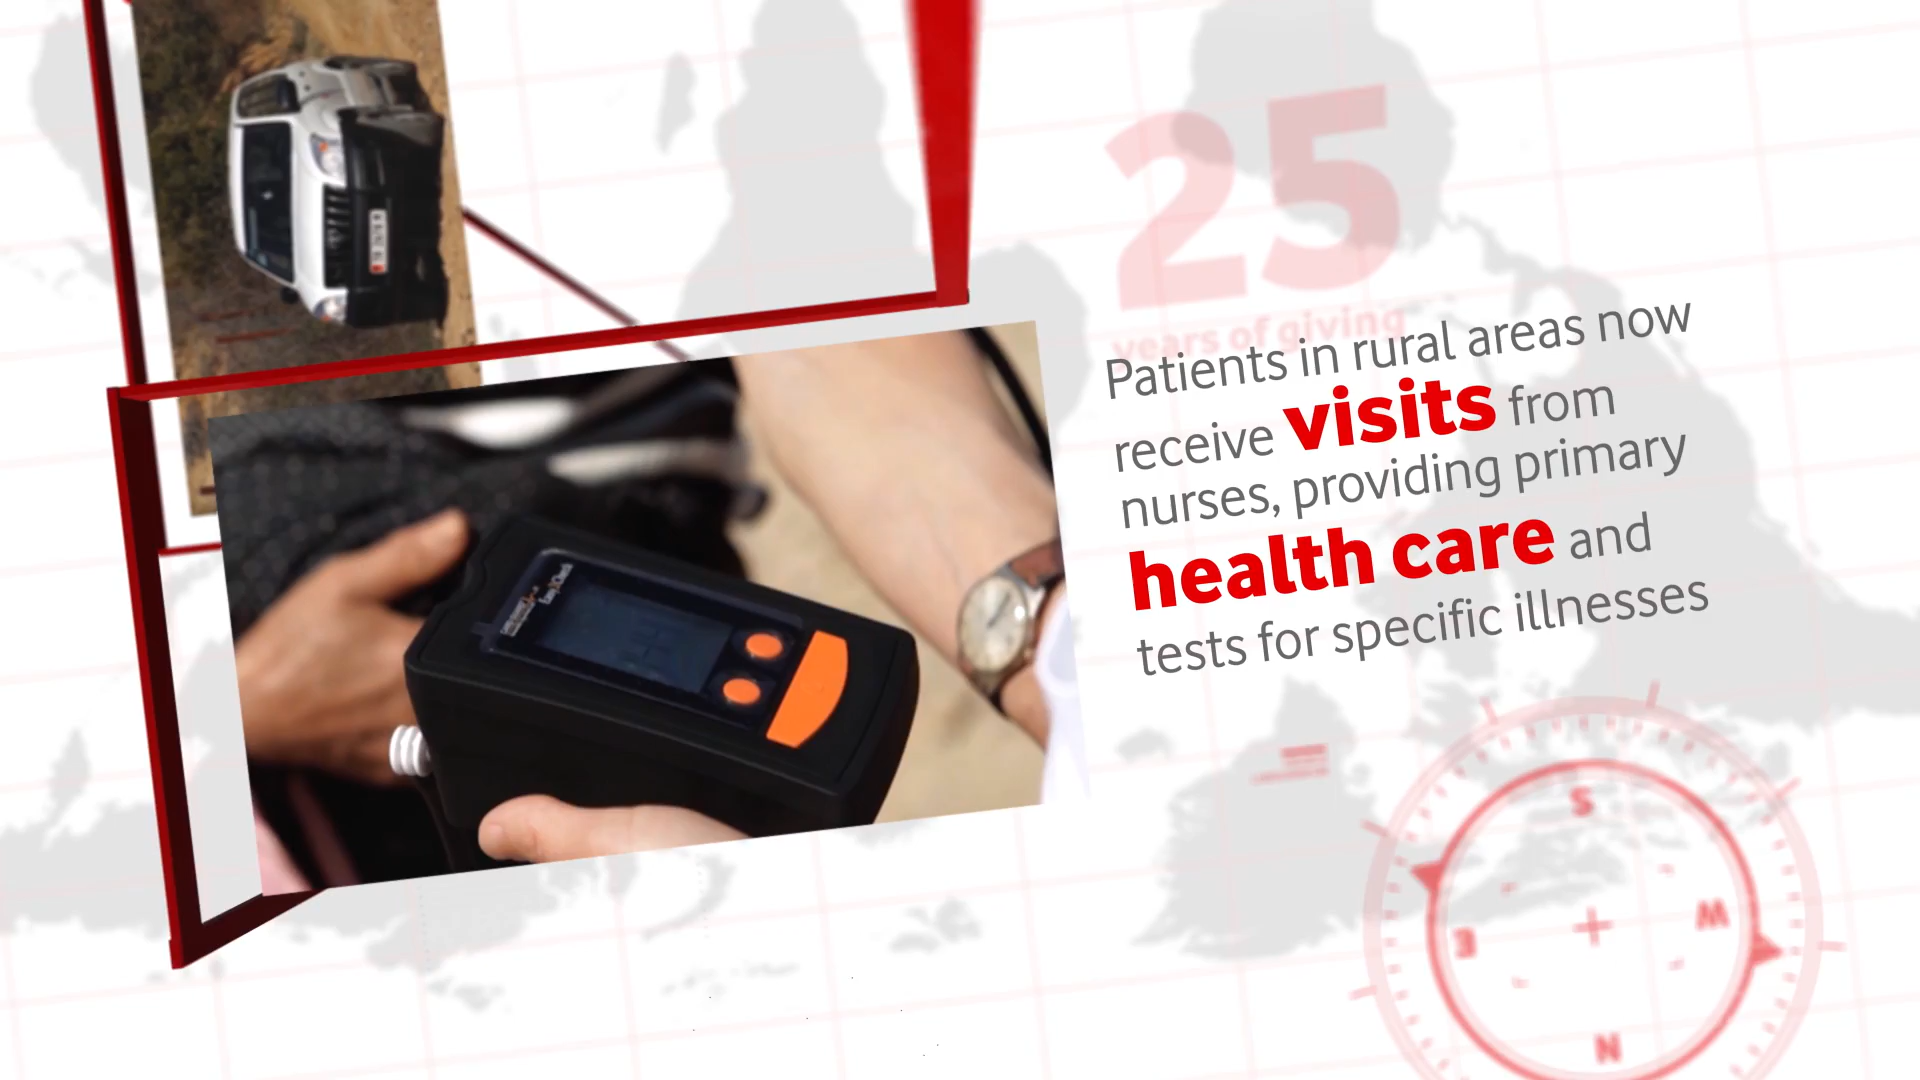 25
years of giving
Patients in rural areas now
receive visits from
nurses, providing primary
health care and
tests for specific illnesses
S
E
W
N